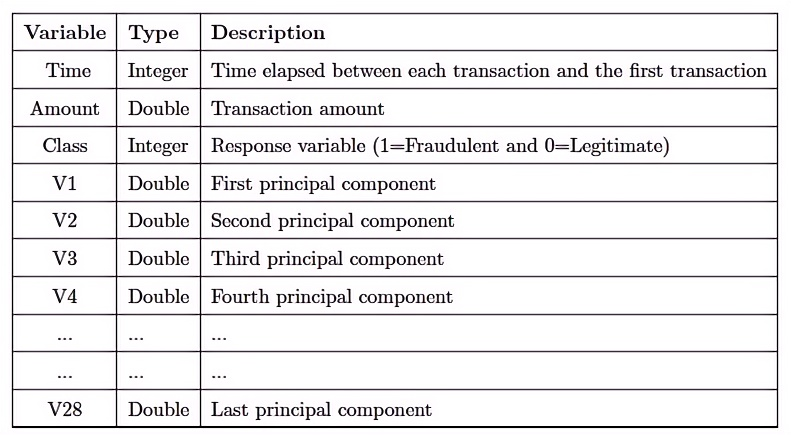 Variable Type Description
Time Integer Time elapsed between each transaction and the first transaction
Amount Double Transaction amount
Class Integer Response variable (1=Fraudulent and 0=Legitimate)
V1 Double First principal component
V2 Double Second principal component
V3 Double Third principal component
V4 Double Fourth principal component
... ... ...
... ... ...
V28 Double Last principal component